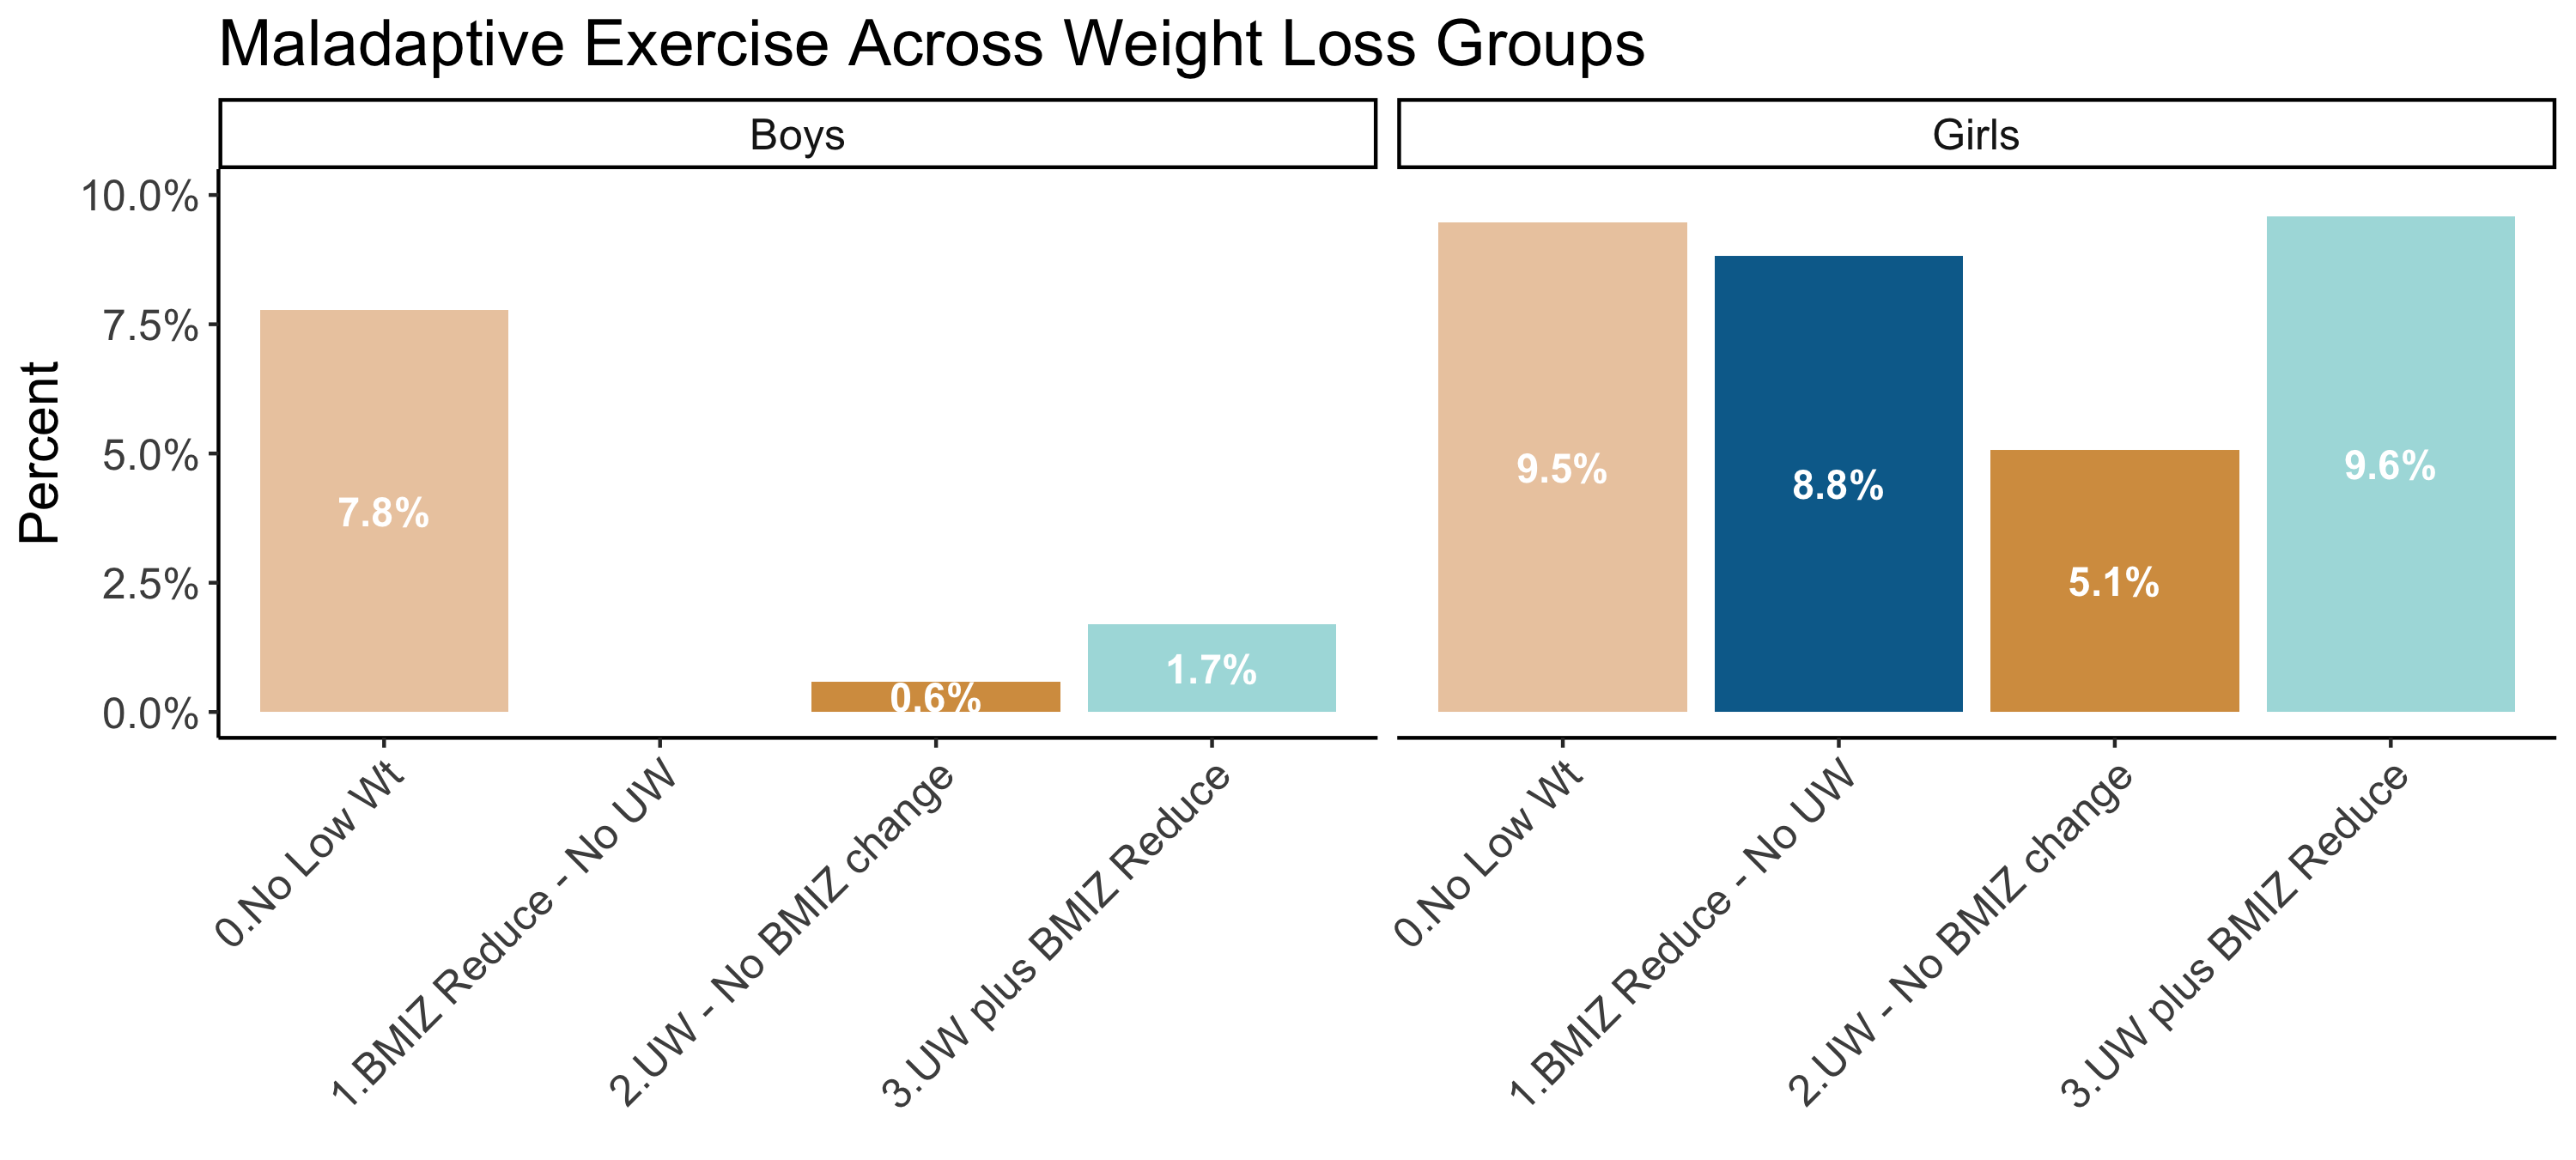 Maladaptive Exercise Across Weight Loss Groups
Boys
Girls
Percent
10.0%
7.5%
5.0%
2.5%
0.0%
7.8%
0.6%
1.7%
9.5%
8.8%
5.1%
9.6%
0.No Low Wt
1.BMIZ Reduce - No UW
2.UW - No BMIZ change
3.UW plus BMIZ Reduce
0.No Low Wt
1.BMIZ Reduce - No UW
2.UW - No BMIZ change
3.UW plus BMIZ Reduce